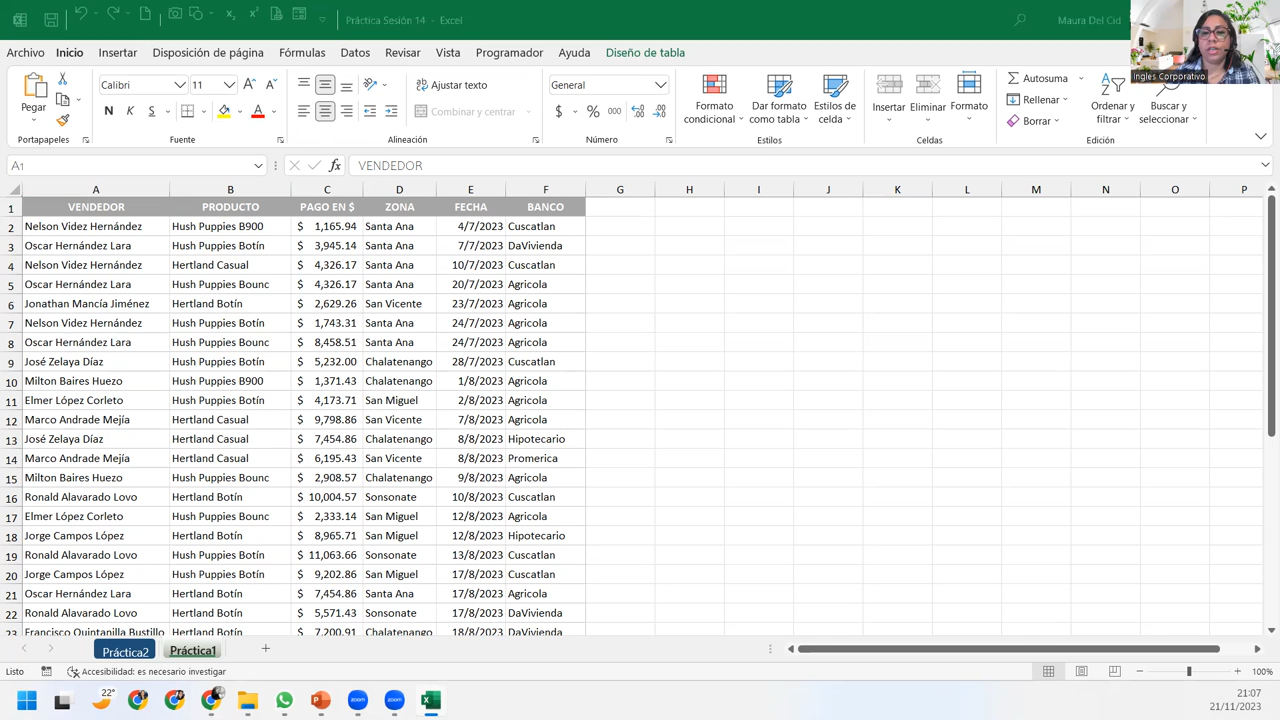 Práctica Sesión 14 - Excel
Maura Del Cid
Ingles Corporativo
Archivo Inicio Insertar Disposición de página Fórmulas Datos Revisar Vista Programador Ayuda Diseño de tabla
Pegar
Calibri 11
N K S
Ajustar texto
Combinar y centrar
General
$ % 000
Formato condicional
Dar formato como tabla
Estilos de celda
Insertar
Eliminar
Formato
Autosuma
Rellenar
Borrar
Ordenar y filtrar
Buscar y seleccionar
Portapapeles Fuente Alineación Número Estilos Celdas Edición
A1 fx VENDEDOR
A B C D E F G H I J K L M N O P
1 VENDEDOR PRODUCTO PAGO EN $ ZONA FECHA BANCO
2 Nelson Videz Hernández Hush Puppies B900 $ 1,165.94 Santa Ana 4/7/2023 Cuscatlan
3 Oscar Hernández Lara Hush Puppies Botín $ 3,945.14 Santa Ana 7/7/2023 DaVivienda
4 Nelson Videz Hernández Hertland Casual $ 4,326.17 Santa Ana 10/7/2023 Cuscatlan
5 Oscar Hernández Lara Hush Puppies Bounc $ 4,326.17 Santa Ana 20/7/2023 Agricola
6 Jonathan Mancía Jiménez Hertland Botín $ 2,629.26 San Vicente 23/7/2023 Agricola
7 Nelson Videz Hernández Hush Puppies Botín $ 1,743.31 Santa Ana 24/7/2023 Agricola
8 Oscar Hernández Lara Hush Puppies Bounc $ 8,458.51 Santa Ana 24/7/2023 Agricola
9 José Zelaya Díaz Hush Puppies Botín $ 5,232.00 Chalatenango 28/7/2023 Cuscatlan
10 Milton Baires Huezo Hush Puppies B900 $ 1,371.43 Chalatenango 1/8/2023 Agricola
11 Elmer López Corleto Hush Puppies Botín $ 4,173.71 San Miguel 2/8/2023 Agricola
12 Marco Andrade Mejía Hertland Casual $ 9,798.86 San Vicente 7/8/2023 Agricola
13 José Zelaya Díaz Hertland Casual $ 7,454.86 Chalatenango 8/8/2023 Hipotecario
14 Marco Andrade Mejía Hertland Casual $ 6,195.43 San Vicente 8/8/2023 Promerica
15 Milton Baires Huezo Hush Puppies Bounc $ 2,908.57 Chalatenango 9/8/2023 Agricola
16 Ronald Alavarado Lovo Hertland Botín $ 10,004.57 Sonsonate 10/8/2023 Cuscatlan
17 Elmer López Corleto Hush Puppies Bounc $ 2,333.14 San Miguel 12/8/2023 Agricola
18 Jorge Campos López Hertland Botín $ 8,965.71 San Miguel 12/8/2023 Hipotecario
19 Ronald Alavarado Lovo Hush Puppies Botín $ 11,063.66 Sonsonate 13/8/2023 Cuscatlan
20 Jorge Campos López Hush Puppies Botín $ 9,202.86 San Miguel 17/8/2023 Cuscatlan
21 Oscar Hernández Lara Hertland Botín $ 7,454.86 Santa Ana 17/8/2023 Agricola
22 Ronald Alavarado Lovo Hertland Botín $ 5,571.43 Sonsonate 17/8/2023 DaVivienda
23 Francisco Quintanilla Bustillo Hertland Botín $ 7,200.91 Chalatenango 18/8/2023 DaVivienda
Práctica2 Práctica1
Listo Accesibilidad: es necesario investigar 100%
22°
zoom zoom
21:07
21/11/2023